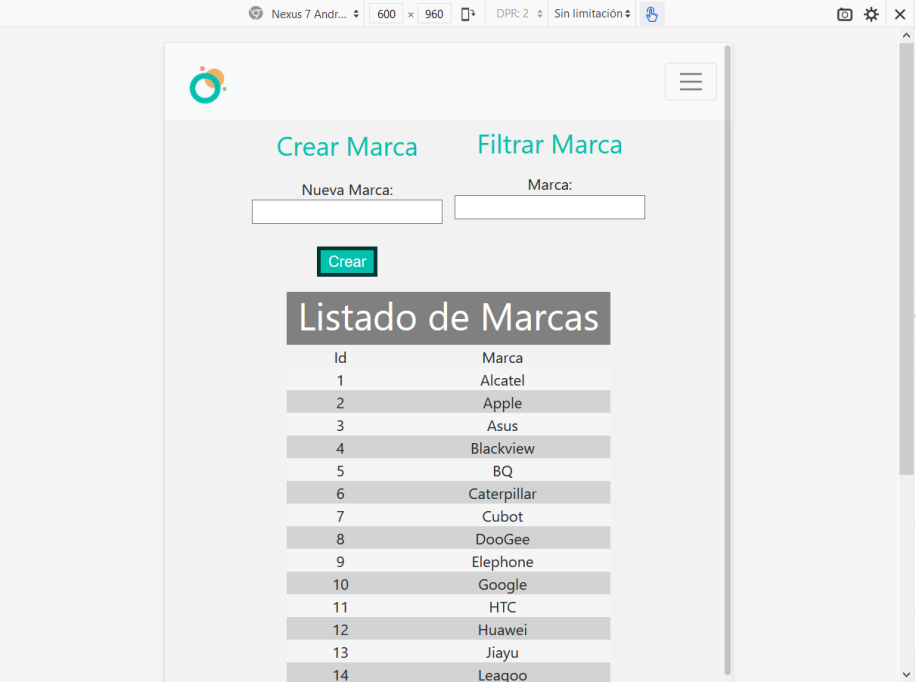 Nexus 7 Andr... 600 × 960 DPR: 2 Sin limitación
Crear Marca
Nueva Marca:
Crear
Filtrar Marca
Marca:
Listado de Marcas
Id Marca
1 Alcatel
2 Apple
3 Asus
4 Blackview
5 BQ
6 Caterpillar
7 Cubot
8 DooGee
9 Elephone
10 Google
11 HTC
12 Huawei
13 Jiayu
14 Leagoo